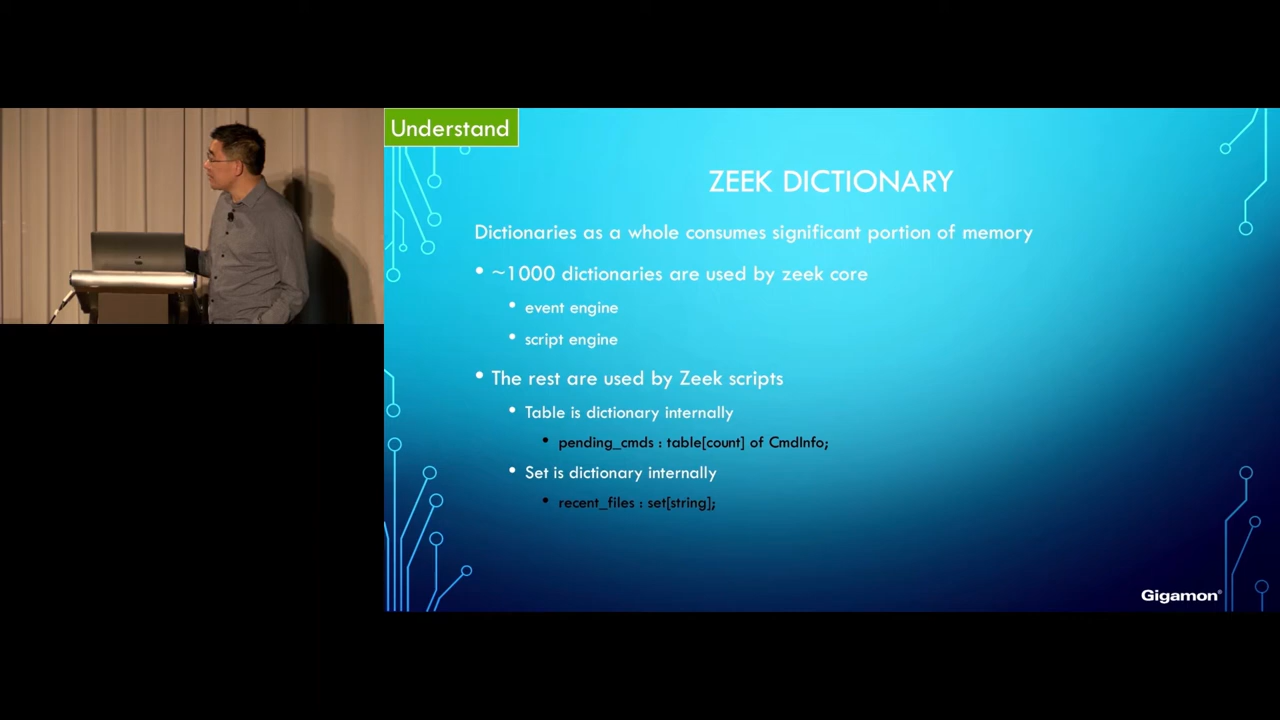 Understand
ZEEK DICTIONARY
Dictionaries as a whole consumes significant portion of memory
• ~1000 dictionaries are used by zeek core
• event engine
• script engine
• The rest are used by Zeek scripts
• Table is dictionary internally
• pending_cmds : table[count] of CmdInfo;
• Set is dictionary internally
• recent_files : set[string];
Gigamon®